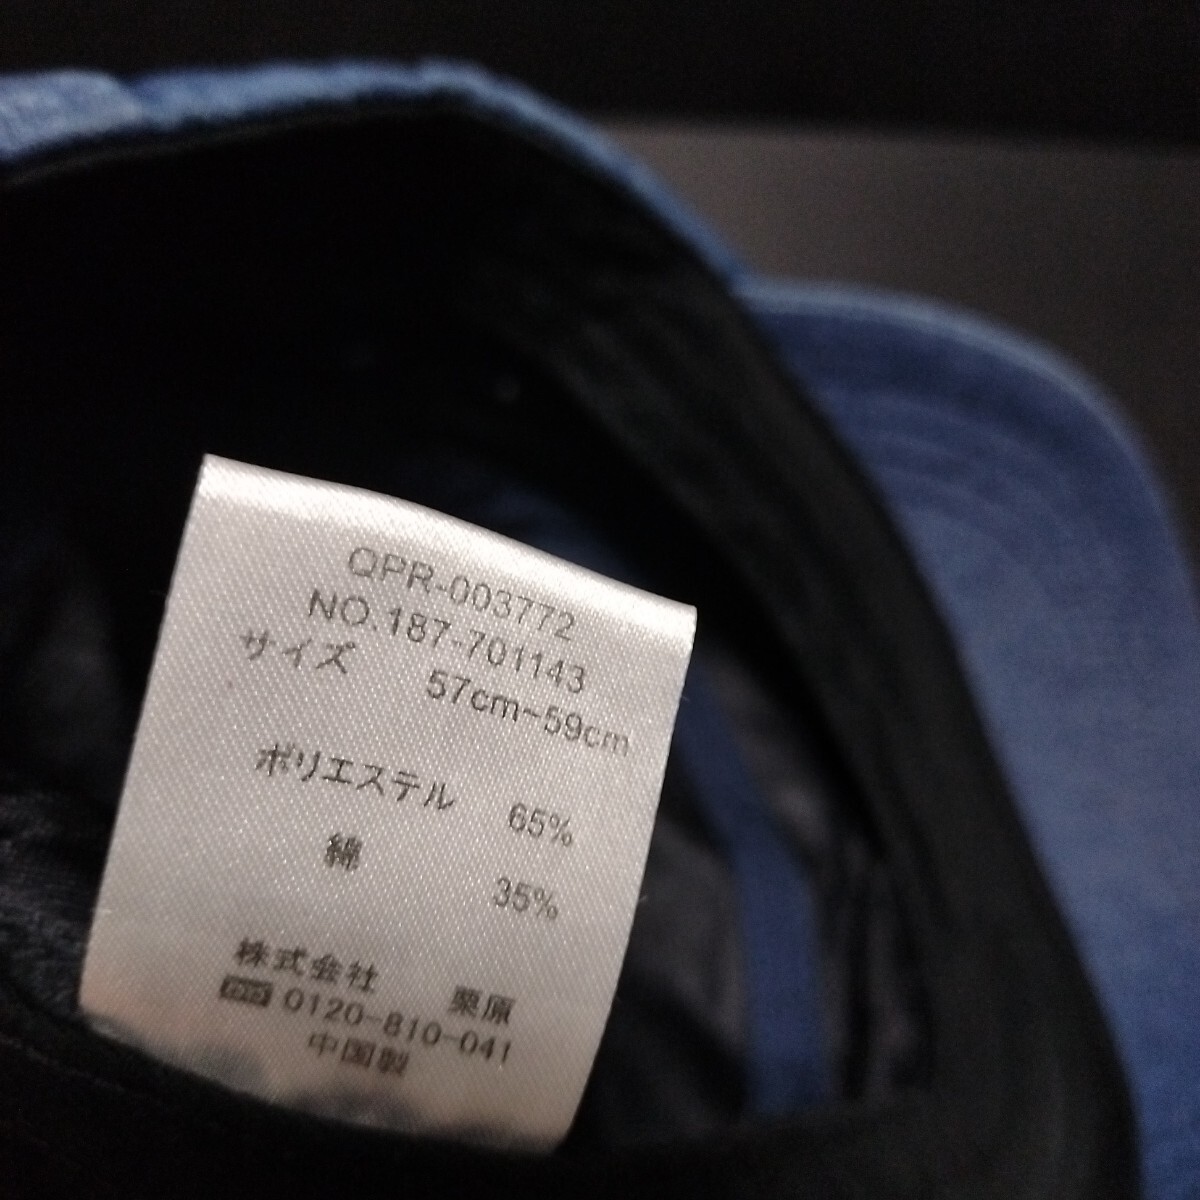 QPR-003772
NO.187-701143
サイズ 57cm~59cm
ポリエステル 65%
綿 35%
株式会社 栗原
0120-810-041
中国製